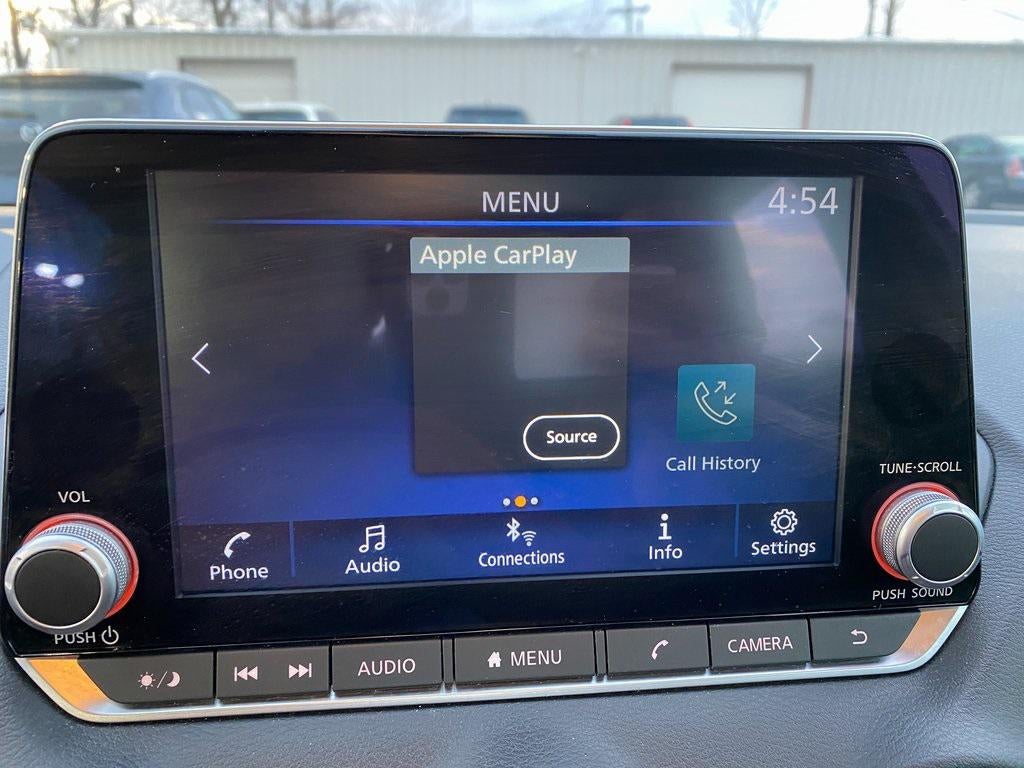 MENU
4:54
Apple CarPlay
Source
Call History
VOL
TUNE·SCROLL
Phone
Audio
Connections
Info
Settings
PUSH
PUSH SOUND
AUDIO
MENU
CAMERA